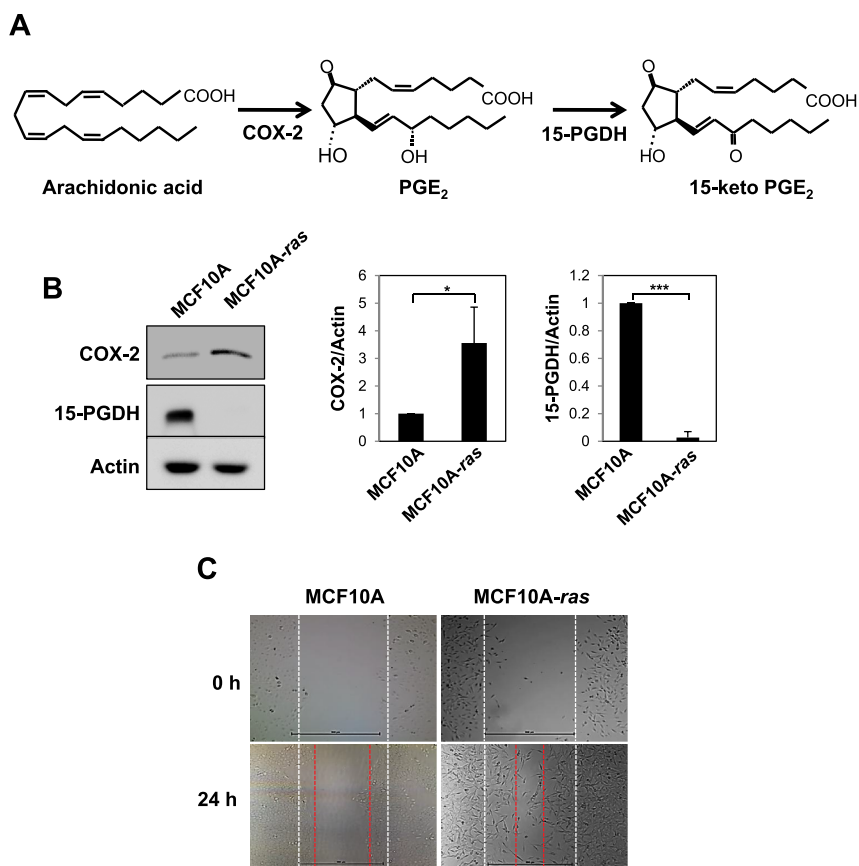 A
COOH
COX-2
O
COOH
HO
OH
15-PGDH
O
COOH
HO
O
Arachidonic acid
PGE2
15-keto PGE2
B
MCF10A
MCF10A-ras
COX-2
15-PGDH
Actin
COX-2/Actin
6
5
4
3
2
1
0
*
MCF10A
MCF10A-ras
15-PGDH/Actin
1.2
1
0.8
0.6
0.4
0.2
0
***
MCF10A
MCF10A-ras
C
MCF10A
MCF10A-ras
0 h
24 h